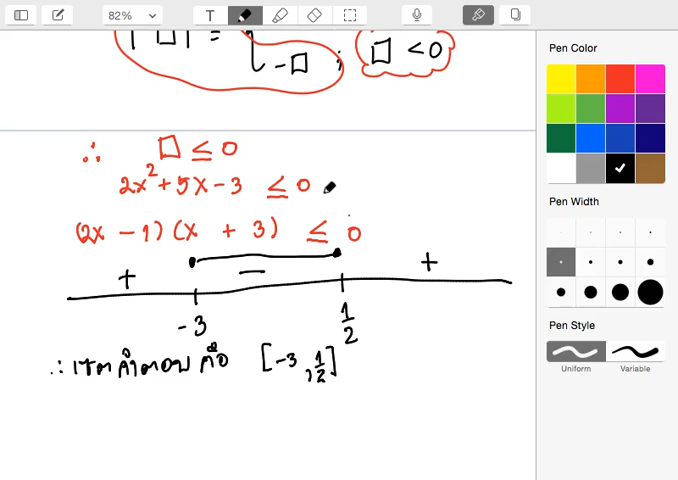 82%
T
|□| = { -□ ; □ < 0
∴ □ ≤ 0
2x² + 5x - 3 ≤ 0
(2x - 1)(x + 3) ≤ 0
+ − +
-3 1/2
∴ เซตคำตอบ คือ [-3, 1/2]
Pen Color
Pen Width
Pen Style
Uniform Variable